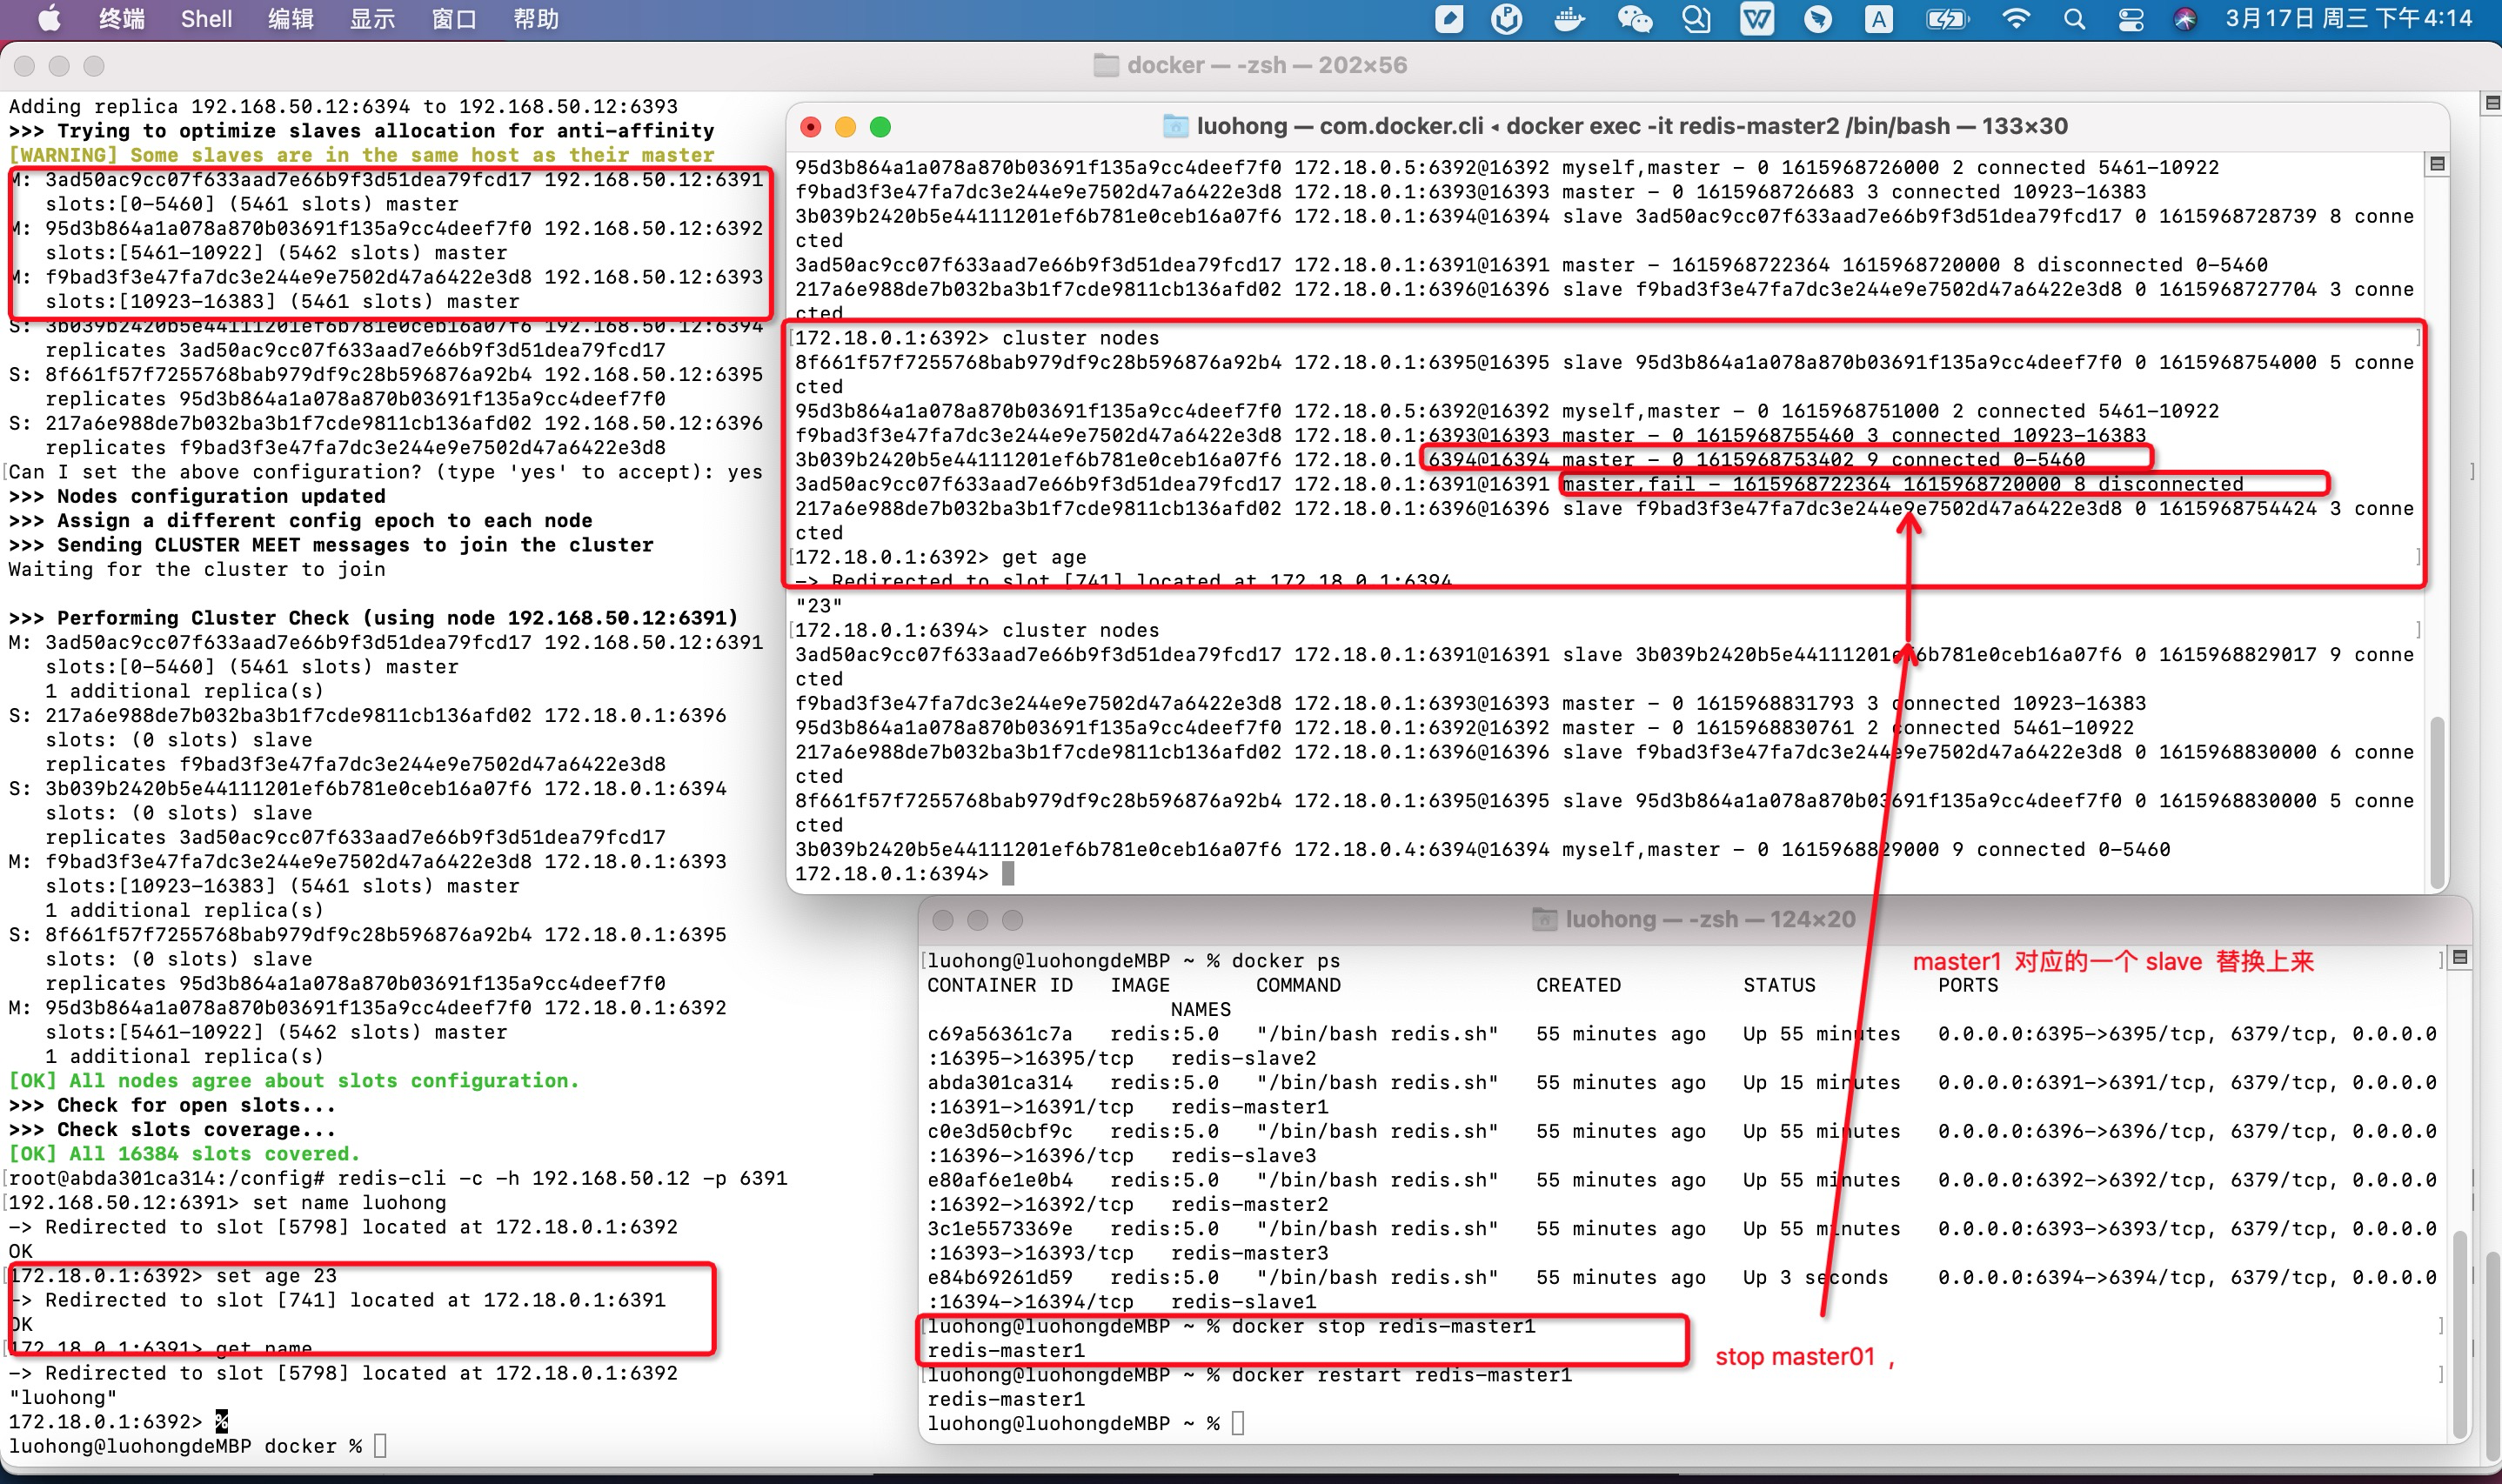 终端 Shell 编辑 显示 窗口 帮助
3月17日 周三 下午4:14
docker — -zsh — 202×56
Adding replica 192.168.50.12:6394 to 192.168.50.12:6393
>>> Trying to optimize slaves allocation for anti-affinity
[WARNING] Some slaves are in the same host as their master
M: 3ad50ac9cc07f633aad7e66b9f3d51dea79fcd17 192.168.50.12:6391
slots:[0-5460] (5461 slots) master
M: 95d3b864a1a078a870b03691f135a9cc4deef7f0 192.168.50.12:6392
slots:[5461-10922] (5462 slots) master
M: f9bad3f3e47fa7dc3e244e9e7502d47a6422e3d8 192.168.50.12:6393
slots:[10923-16383] (5461 slots) master
S: 3b039b2420b5e44111201ef6b781e0ceb16a07f6 192.168.50.12:6394
replicates 3ad50ac9cc07f633aad7e66b9f3d51dea79fcd17
S: 8f661f57f7255768bab979df9c28b596876a92b4 192.168.50.12:6395
replicates 95d3b864a1a078a870b03691f135a9cc4deef7f0
S: 217a6e988de7b032ba3b1f7cde9811cb136afd02 192.168.50.12:6396
replicates f9bad3f3e47fa7dc3e244e9e7502d47a6422e3d8
Can I set the above configuration? (type 'yes' to accept): yes
>>> Nodes configuration updated
>>> Assign a different config epoch to each node
>>> Sending CLUSTER MEET messages to join the cluster
Waiting for the cluster to join
>>> Performing Cluster Check (using node 192.168.50.12:6391)
M: 3ad50ac9cc07f633aad7e66b9f3d51dea79fcd17 192.168.50.12:6391
slots:[0-5460] (5461 slots) master
1 additional replica(s)
S: 217a6e988de7b032ba3b1f7cde9811cb136afd02 172.18.0.1:6396
slots: (0 slots) slave
replicates f9bad3f3e47fa7dc3e244e9e7502d47a6422e3d8
S: 3b039b2420b5e44111201ef6b781e0ceb16a07f6 172.18.0.1:6394
slots: (0 slots) slave
replicates 3ad50ac9cc07f633aad7e66b9f3d51dea79fcd17
M: f9bad3f3e47fa7dc3e244e9e7502d47a6422e3d8 172.18.0.1:6393
slots:[10923-16383] (5461 slots) master
1 additional replica(s)
S: 8f661f57f7255768bab979df9c28b596876a92b4 172.18.0.1:6395
slots: (0 slots) slave
replicates 95d3b864a1a078a870b03691f135a9cc4deef7f0
M: 95d3b864a1a078a870b03691f135a9cc4deef7f0 172.18.0.1:6392
slots:[5461-10922] (5462 slots) master
1 additional replica(s)
[OK] All nodes agree about slots configuration.
>>> Check for open slots...
>>> Check slots coverage...
[OK] All 16384 slots covered.
root@abda301ca314:/config# redis-cli -c -h 192.168.50.12 -p 6391
192.168.50.12:6391> set name luohong
-> Redirected to slot [5798] located at 172.18.0.1:6392
OK
172.18.0.1:6392> set age 23
-> Redirected to slot [741] located at 172.18.0.1:6391
OK
172.18.0.1:6391> get name
-> Redirected to slot [5798] located at 172.18.0.1:6392
"luohong"
172.18.0.1:6392> %
luohong@luohongdeMBP docker %
luohong — com.docker.cli ◂ docker exec -it redis-master2 /bin/bash — 133×30
95d3b864a1a078a870b03691f135a9cc4deef7f0 172.18.0.5:6392@16392 myself,master - 0 1615968726000 2 connected 5461-10922
f9bad3f3e47fa7dc3e244e9e7502d47a6422e3d8 172.18.0.1:6393@16393 master - 0 1615968726683 3 connected 10923-16383
3b039b2420b5e44111201ef6b781e0ceb16a07f6 172.18.0.1:6394@16394 slave 3ad50ac9cc07f633aad7e66b9f3d51dea79fcd17 0 1615968728739 8 conne
cted
3ad50ac9cc07f633aad7e66b9f3d51dea79fcd17 172.18.0.1:6391@16391 master - 1615968722364 1615968720000 8 disconnected 0-5460
217a6e988de7b032ba3b1f7cde9811cb136afd02 172.18.0.1:6396@16396 slave f9bad3f3e47fa7dc3e244e9e7502d47a6422e3d8 0 1615968727704 3 conne
cted
172.18.0.1:6392> cluster nodes
8f661f57f7255768bab979df9c28b596876a92b4 172.18.0.1:6395@16395 slave 95d3b864a1a078a870b03691f135a9cc4deef7f0 0 1615968754000 5 conne
cted
95d3b864a1a078a870b03691f135a9cc4deef7f0 172.18.0.5:6392@16392 myself,master - 0 1615968751000 2 connected 5461-10922
f9bad3f3e47fa7dc3e244e9e7502d47a6422e3d8 172.18.0.1:6393@16393 master - 0 1615968755460 3 connected 10923-16383
3b039b2420b5e44111201ef6b781e0ceb16a07f6 172.18.0.1:6394@16394 master - 0 1615968753402 9 connected 0-5460
3ad50ac9cc07f633aad7e66b9f3d51dea79fcd17 172.18.0.1:6391@16391 master,fail - 1615968722364 1615968720000 8 disconnected
217a6e988de7b032ba3b1f7cde9811cb136afd02 172.18.0.1:6396@16396 slave f9bad3f3e47fa7dc3e244e9e7502d47a6422e3d8 0 1615968754424 3 conne
cted
172.18.0.1:6392> get age
-> Redirected to slot [741] located at 172.18.0.1:6394
"23"
172.18.0.1:6394> cluster nodes
3ad50ac9cc07f633aad7e66b9f3d51dea79fcd17 172.18.0.1:6391@16391 slave 3b039b2420b5e44111201ef6b781e0ceb16a07f6 0 1615968829017 9 conne
cted
f9bad3f3e47fa7dc3e244e9e7502d47a6422e3d8 172.18.0.1:6393@16393 master - 0 1615968831793 3 connected 10923-16383
95d3b864a1a078a870b03691f135a9cc4deef7f0 172.18.0.1:6392@16392 master - 0 1615968830761 2 connected 5461-10922
217a6e988de7b032ba3b1f7cde9811cb136afd02 172.18.0.1:6396@16396 slave f9bad3f3e47fa7dc3e244e9e7502d47a6422e3d8 0 1615968830000 6 conne
cted
8f661f57f7255768bab979df9c28b596876a92b4 172.18.0.1:6395@16395 slave 95d3b864a1a078a870b03691f135a9cc4deef7f0 0 1615968830000 5 conne
cted
3b039b2420b5e44111201ef6b781e0ceb16a07f6 172.18.0.4:6394@16394 myself,master - 0 1615968829000 9 connected 0-5460
172.18.0.1:6394>
luohong — -zsh — 124×20
luohong@luohongdeMBP ~ % docker ps
master1 对应的一个 slave 替换上来
CONTAINER ID IMAGE COMMAND CREATED STATUS PORTS
NAMES
c69a56361c7a redis:5.0 "/bin/bash redis.sh" 55 minutes ago Up 55 minutes 0.0.0.0:6395->6395/tcp, 6379/tcp, 0.0.0.0
:16395->16395/tcp redis-slave2
abda301ca314 redis:5.0 "/bin/bash redis.sh" 55 minutes ago Up 15 minutes 0.0.0.0:6391->6391/tcp, 6379/tcp, 0.0.0.0
:16391->16391/tcp redis-master1
c0e3d50cbf9c redis:5.0 "/bin/bash redis.sh" 55 minutes ago Up 55 minutes 0.0.0.0:6396->6396/tcp, 6379/tcp, 0.0.0.0
:16396->16396/tcp redis-slave3
e80af6e1e0b4 redis:5.0 "/bin/bash redis.sh" 55 minutes ago Up 55 minutes 0.0.0.0:6392->6392/tcp, 6379/tcp, 0.0.0.0
:16392->16392/tcp redis-master2
3c1e5573369e redis:5.0 "/bin/bash redis.sh" 55 minutes ago Up 55 minutes 0.0.0.0:6393->6393/tcp, 6379/tcp, 0.0.0.0
:16393->16393/tcp redis-master3
e84b69261d59 redis:5.0 "/bin/bash redis.sh" 55 minutes ago Up 3 seconds 0.0.0.0:6394->6394/tcp, 6379/tcp, 0.0.0.0
:16394->16394/tcp redis-slave1
luohong@luohongdeMBP ~ % docker stop redis-master1
redis-master1
stop master01 ，
luohong@luohongdeMBP ~ % docker restart redis-master1
redis-master1
luohong@luohongdeMBP ~ %